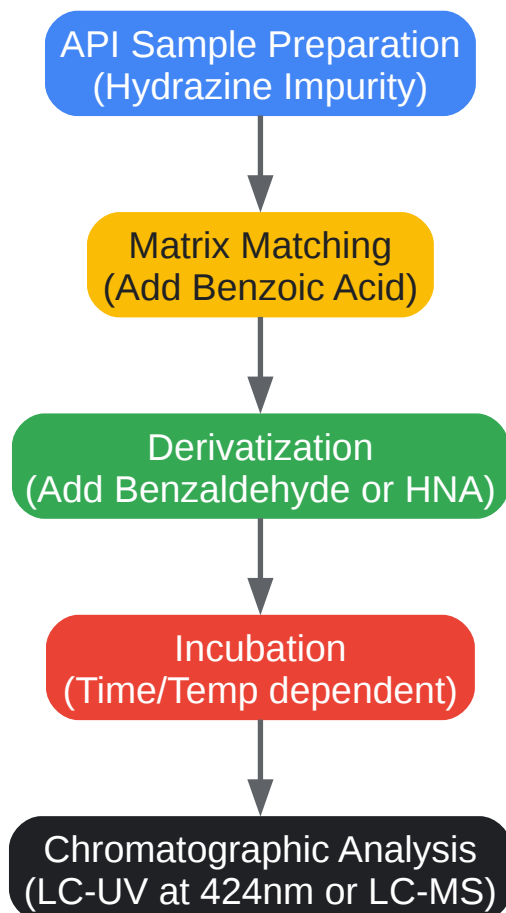 API Sample Preparation
(Hydrazine Impurity)
Matrix Matching
(Add Benzoic Acid)
Derivatization
(Add Benzaldehyde or HNA)
Incubation
(Time/Temp dependent)
Chromatographic Analysis
(LC-UV at 424nm or LC-MS)